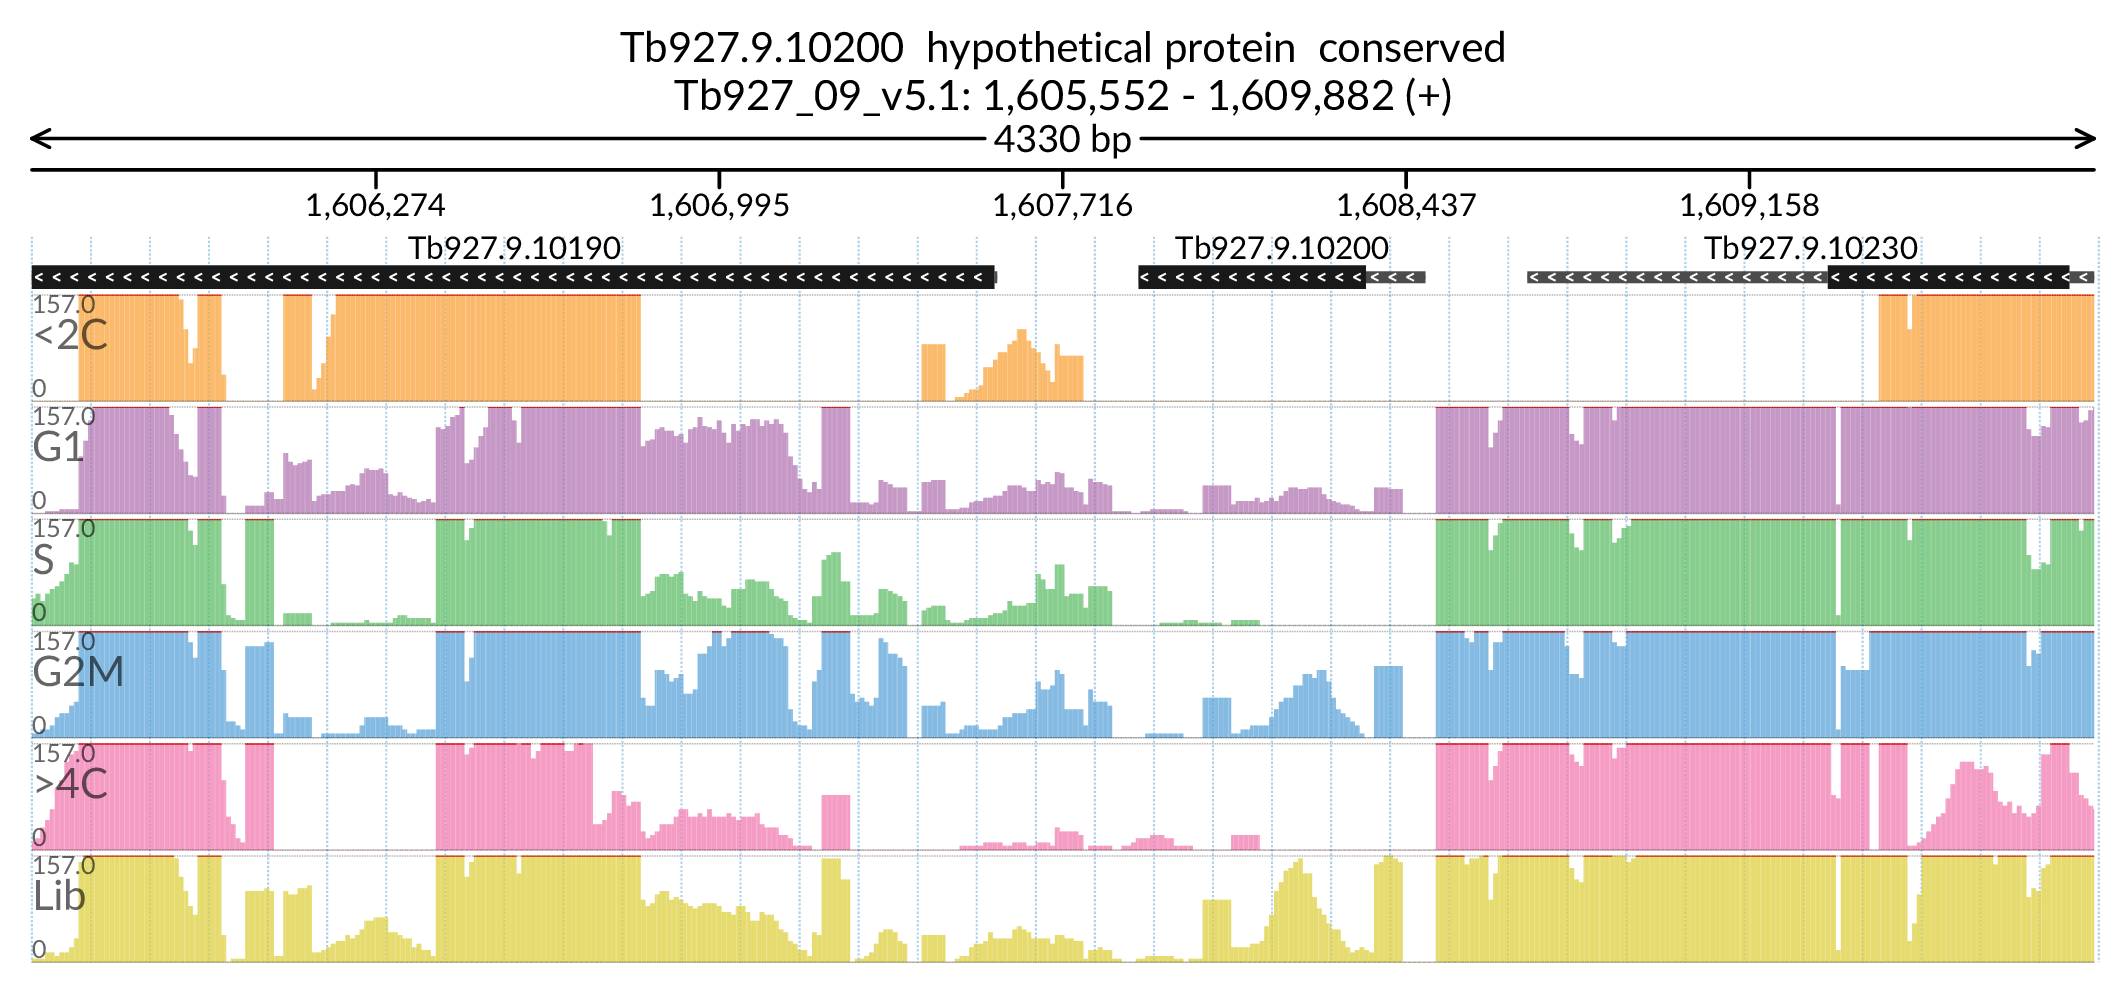 Tb927.9.10200  hypothetical protein  conserved
Tb927_09_v5.1: 1,605,552 - 1,609,882 (+)
4330 bp
1,606,274 1,606,995 1,607,716 1,608,437 1,609,158
Tb927.9.10190 Tb927.9.10200 Tb927.9.10230
157.0
<2C
0
157.0
G1
0
157.0
S
0
157.0
G2M
0
157.0
>4C
0
157.0
Lib
0